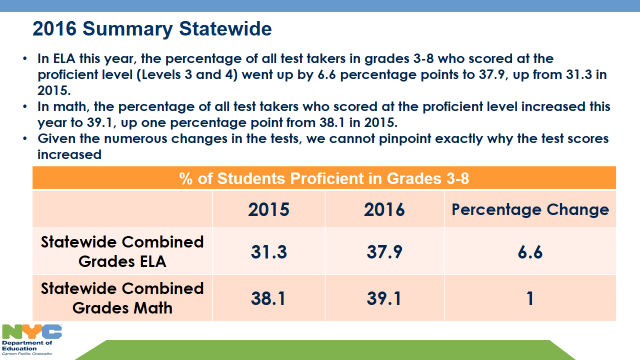 2016 Summary Statewide
• In ELA this year, the percentage of all test takers in grades 3-8 who scored at the
proficient level (Levels 3 and 4) went up by 6.6 percentage points to 37.9, up from 31.3 in
2015.
• In math, the percentage of all test takers who scored at the proficient level increased this
year to 39.1, up one percentage point from 38.1 in 2015.
• Given the numerous changes in the tests, we cannot pinpoint exactly why the test scores
increased
% of Students Proficient in Grades 3-8
2015 2016 Percentage Change
Statewide Combined
Grades ELA 31.3 37.9 6.6
Statewide Combined
Grades Math 38.1 39.1 1
NYC
Department of
Education
Carmen Fariña, Chancellor